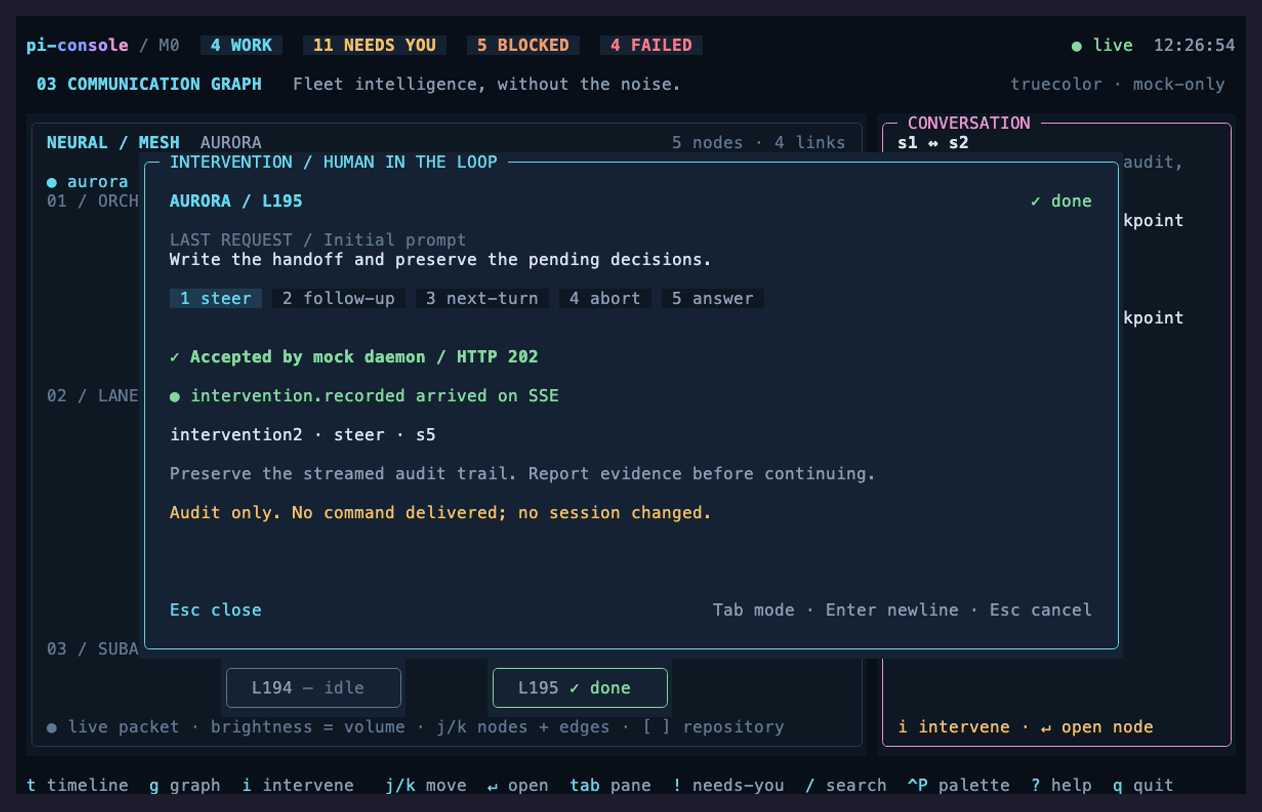 pi-console / M0 4 WORK 11 NEEDS YOU 5 BLOCKED 4 FAILED ● live 12:26:54
03 COMMUNICATION GRAPH Fleet intelligence, without the noise. truecolor · mock-only
NEURAL / MESH AURORA 5 nodes · 4 links
● aurora
01 / ORCH
02 / LANE
03 / SUBA
INTERVENTION / HUMAN IN THE LOOP
AURORA / L195 ✓ done
LAST REQUEST / Initial prompt
Write the handoff and preserve the pending decisions.
1 steer 2 follow-up 3 next-turn 4 abort 5 answer
✓ Accepted by mock daemon / HTTP 202
● intervention.recorded arrived on SSE
intervention2 · steer · s5
Preserve the streamed audit trail. Report evidence before continuing.
Audit only. No command delivered; no session changed.
Esc close Tab mode · Enter newline · Esc cancel
L194 — idle L195 ✓ done
● live packet · brightness = volume · j/k nodes + edges · [ ] repository
CONVERSATION
s1 ↔ s2
audit,
kpoint
kpoint
i intervene · ↵ open node
t timeline g graph i intervene j/k move ↵ open tab pane ! needs-you / search ^P palette ? help q quit